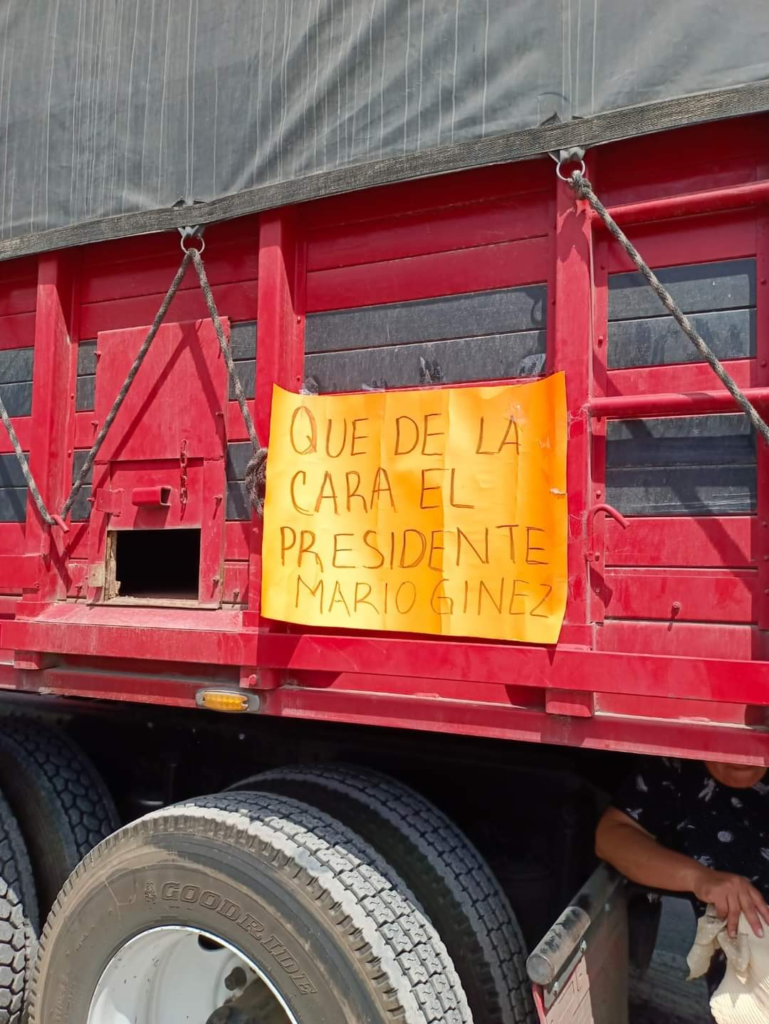 QUE DE LA
CARA EL
PRESIDENTE
MARIO GINEZ
GOODRIDE